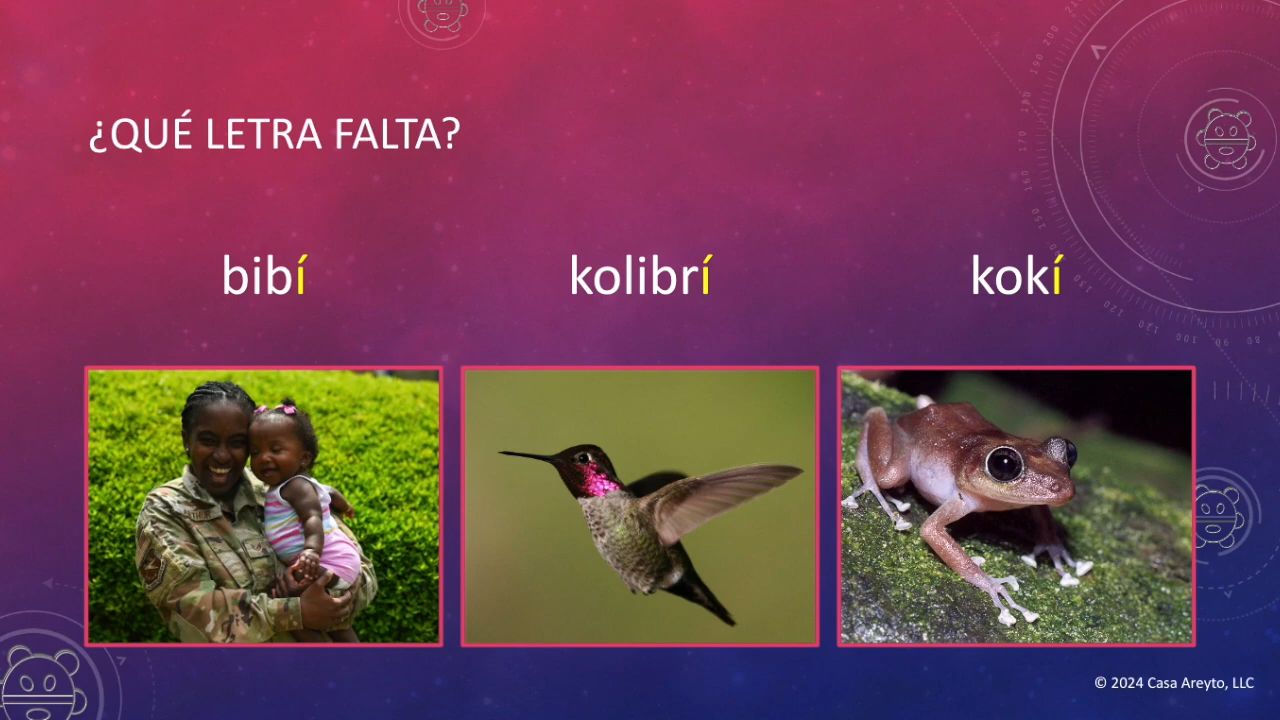 ¿QUÉ LETRA FALTA?
bibí
kolibrí
kokí
© 2024 Casa Areyto, LLC